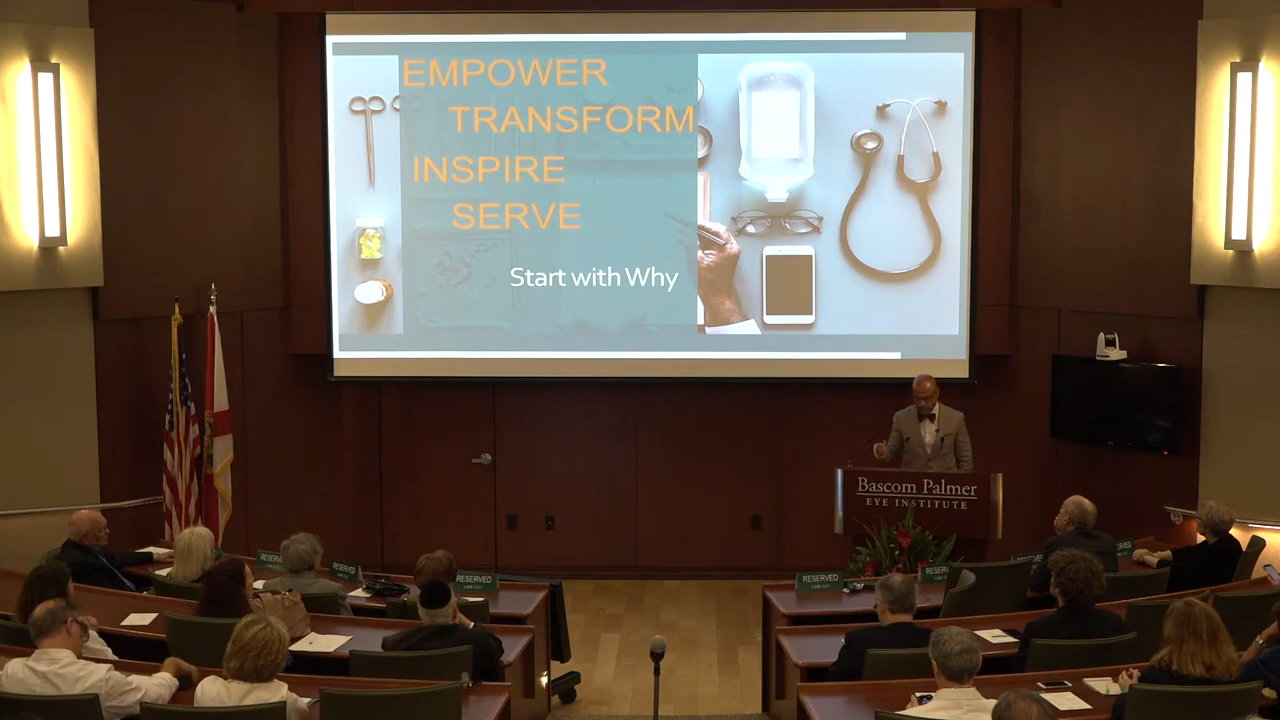 EMPOWER
TRANSFORM
INSPIRE
SERVE
Start with Why
Bascom Palmer
EYE INSTITUTE
RESERVED
RESERVED
RESERVED
RESERVED